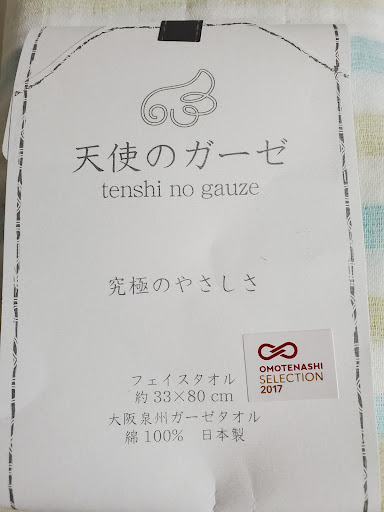 天使のガーゼ
tenshi no gauze
究極のやさしさ
OMOTENASHI
SELECTION
2017
フェイスタオル
約33×80cm
大阪泉州ガーゼタオル
綿100% 日本製